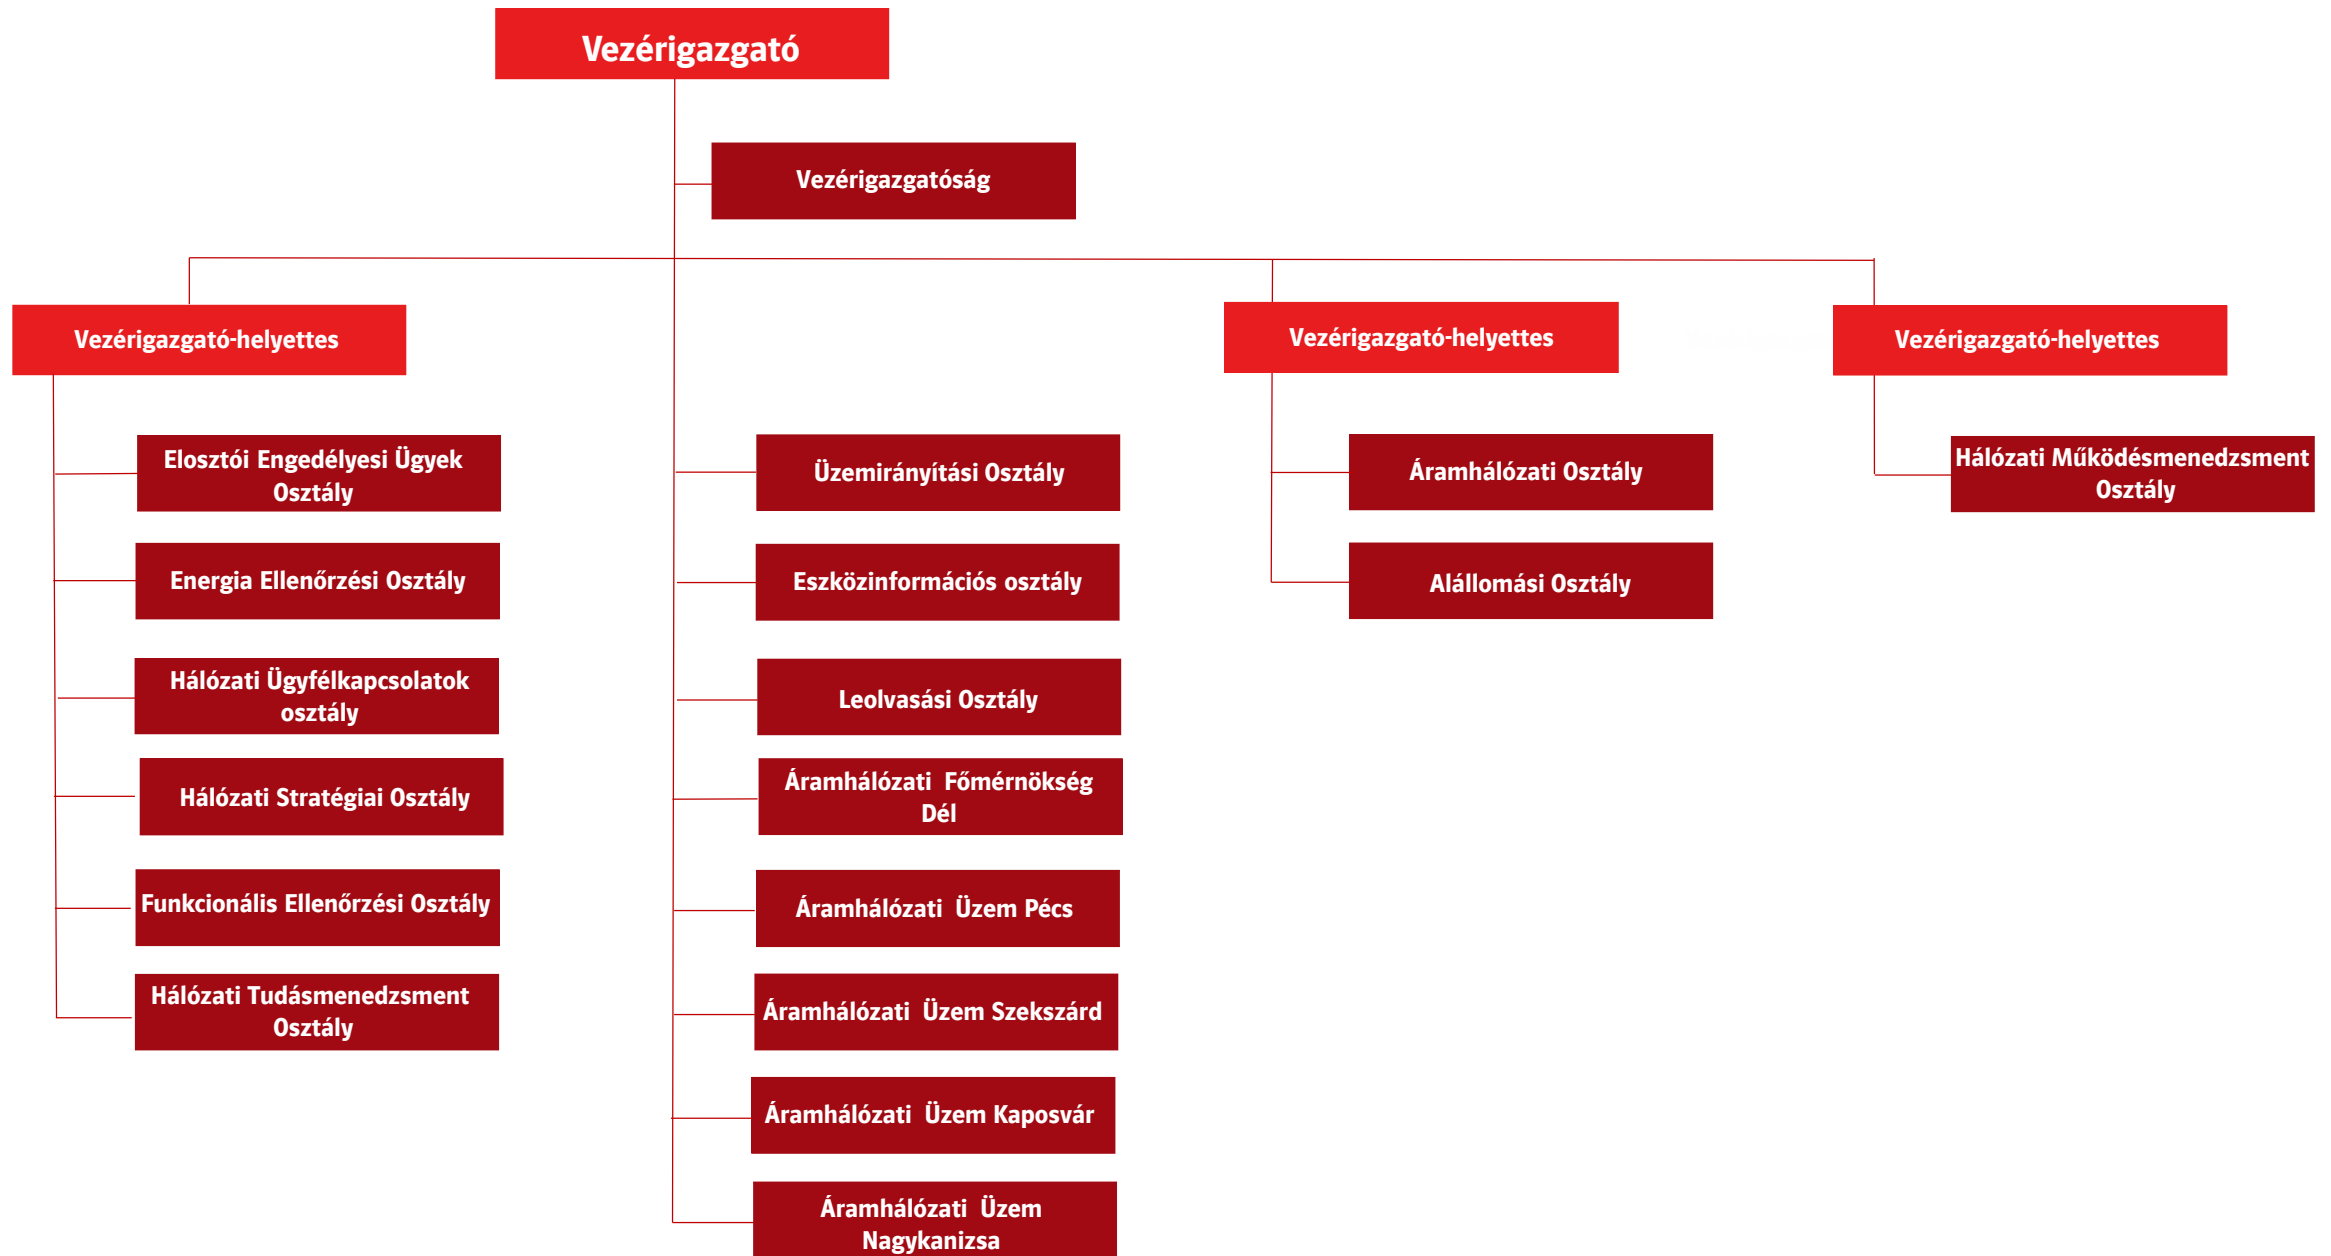 Vezérigazgató
Vezérigazgatóság
Vezérigazgató-helyettes
Elosztói Engedélyesi Ügyek
Osztály
Energia Ellenőrzési Osztály
Hálózati Ügyfélkapcsolatok
osztály
Hálózati Stratégiai Osztály
Funkcionális Ellenőrzési Osztály
Hálózati Tudásmenedzsment
Osztály
Üzemirányítási Osztály
Eszközinformációs osztály
Leolvasási Osztály
Áramhálózati Főmérnökség
Dél
Áramhálózati Üzem Pécs
Áramhálózati Üzem Szekszárd
Áramhálózati Üzem Kaposvár
Áramhálózati Üzem
Nagykanizsa
Vezérigazgató-helyettes
Áramhálózati Osztály
Alállomási Osztály
Vezérigazgató-helyettes
Hálózati Működésmenedzsment
Osztály